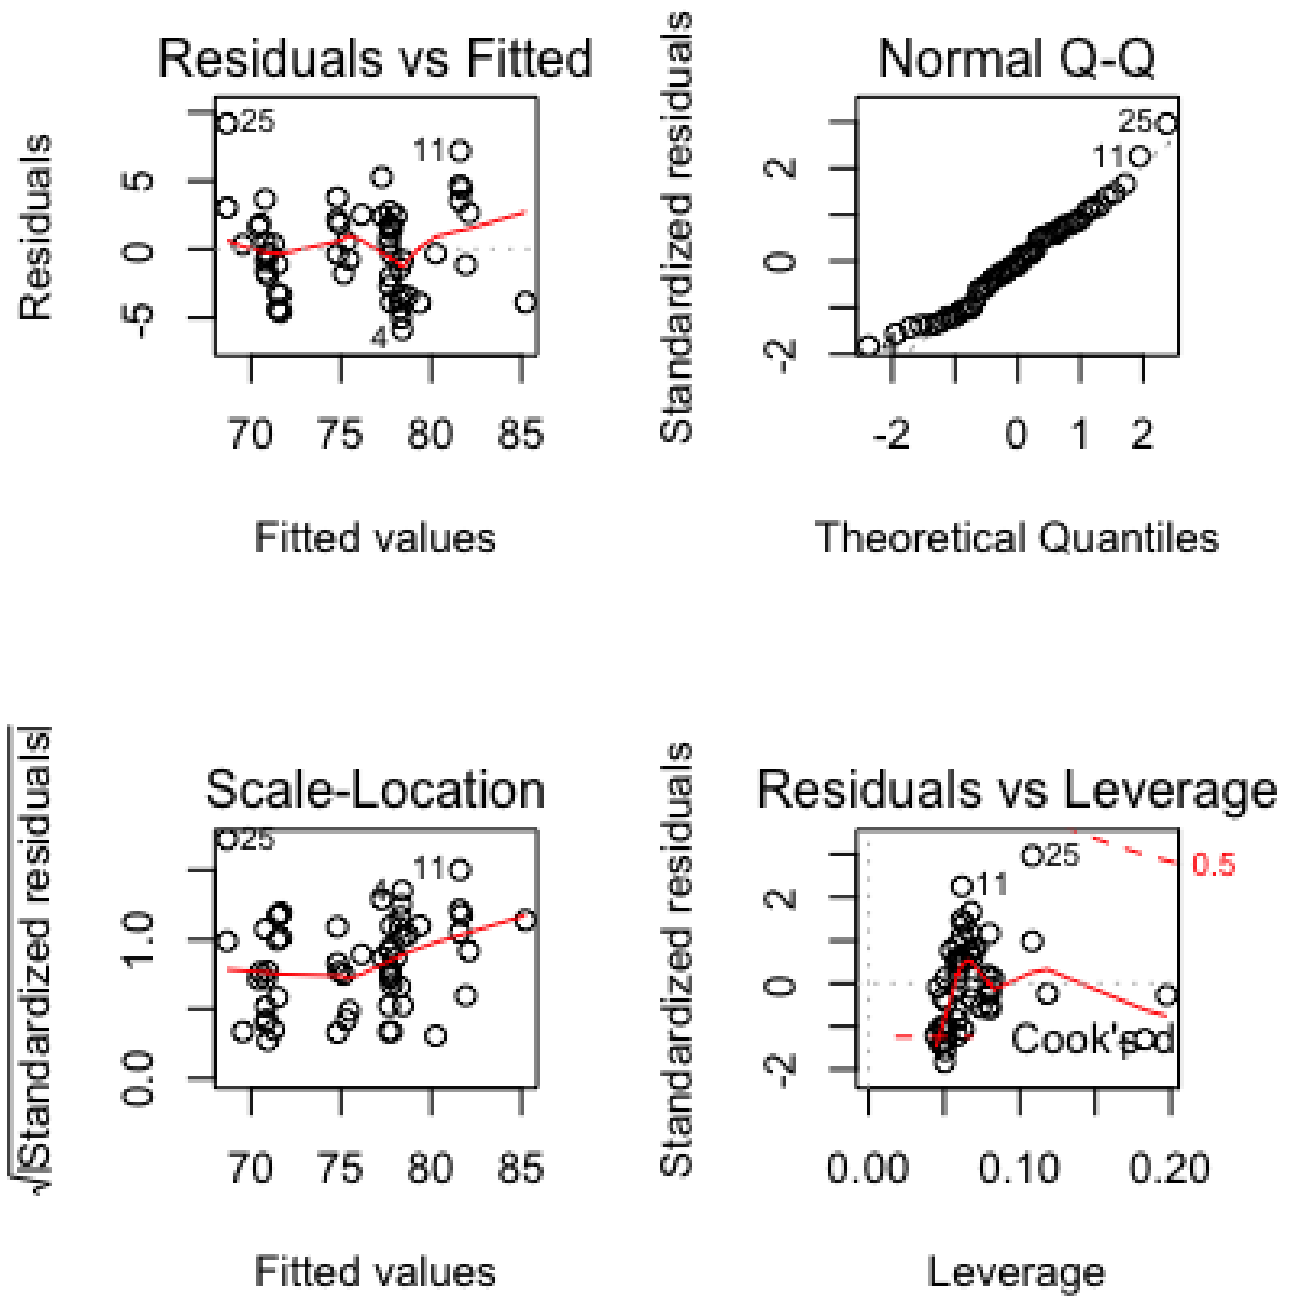 Residuals vs Fitted
Residuals
25
11
4
5
0
-5
70 75 80 85
Fitted values
Normal Q-Q
Standardized residuals
25
11
2
0
-2
-2 0 1 2
Theoretical Quantiles
Scale-Location
√|Standardized residuals|
25
11
4
1.0
0.0
70 75 80 85
Fitted values
Residuals vs Leverage
Standardized residuals
25
0.5
11
2
0
-2
Cook's d
0.00 0.10 0.20
Leverage